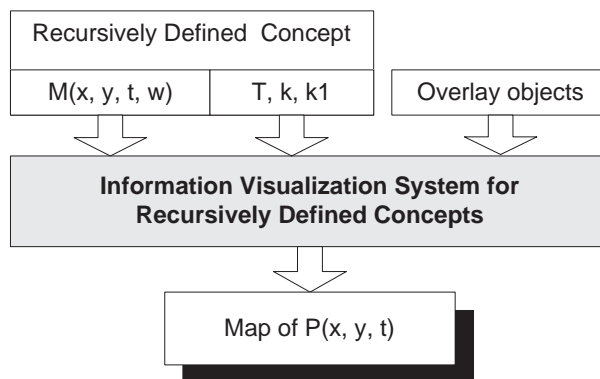 Recursively Defined Concept
M(x, y, t, w)
T, k, k1
Overlay objects
Information Visualization System for
Recursively Defined Concepts
Map of P(x, y, t)